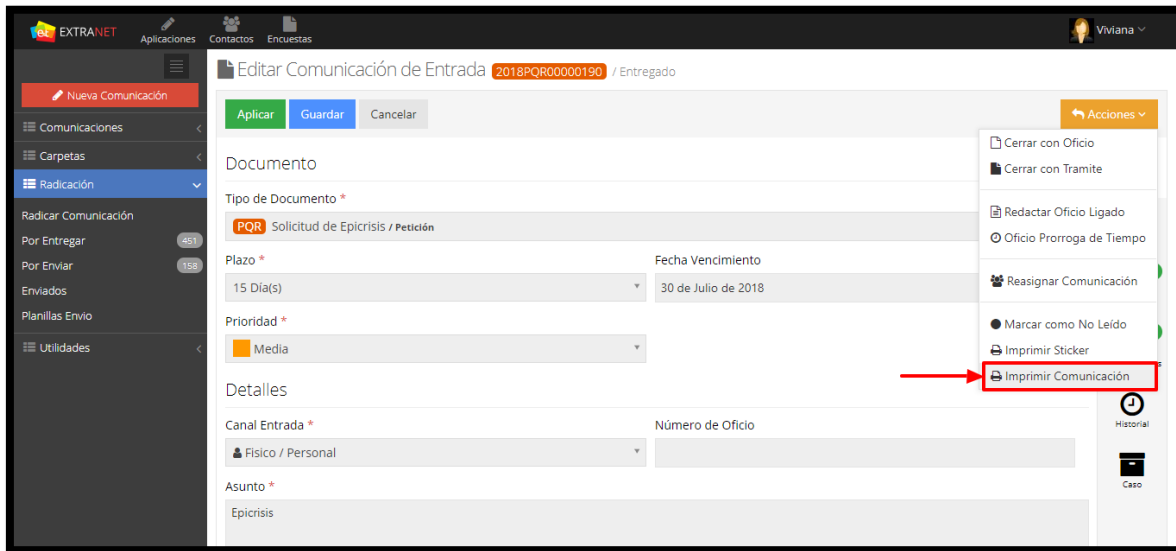 ex EXTRANET
Aplicaciones
Contactos
Encuestas
Viviana
Nueva Comunicación
Comunicaciones
Carpetas
Radicación
Radicar Comunicación
Por Entregar 451
Por Enviar 158
Enviados
Planillas Envio
Utilidades
Editar Comunicación de Entrada 2018PQR00000190 / Entregado
Aplicar Guardar Cancelar
Acciones
Cerrar con Oficio
Cerrar con Tramite
Redactar Oficio Ligado
Oficio Prorroga de Tiempo
Reasignar Comunicación
Marcar como No Leído
Imprimir Sticker
Imprimir Comunicación
Documento
Tipo de Documento *
PQR Solicitud de Epicrisis / Petición
Plazo * Fecha Vencimiento
15 Día(s) 30 de Julio de 2018
Prioridad *
Media
Detalles
Canal Entrada * Número de Oficio
Fisico / Personal
Asunto *
Epicrisis
Historial
Caso